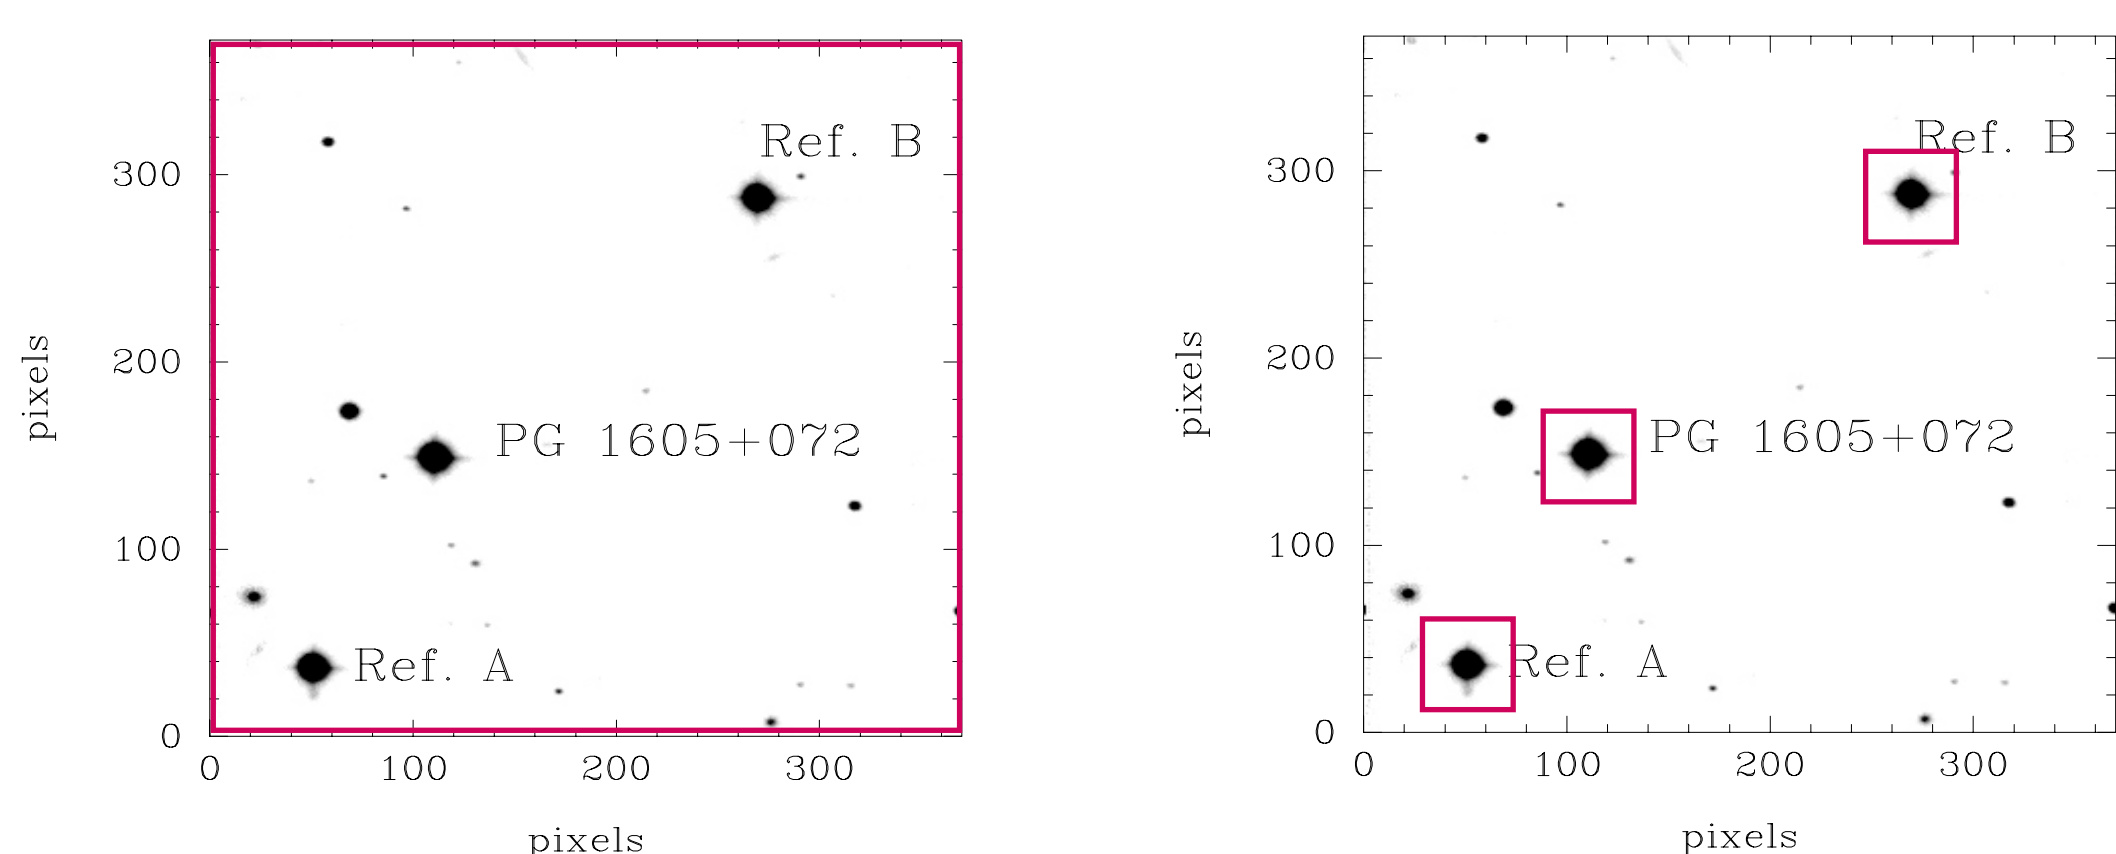 Ref. B
300
200
PG 1605+072
100
Ref. A
0
0 100 200 300
pixels
pixels
Ref. B
300
200
PG 1605+072
100
Ref. A
0
0 100 200 300
pixels
pixels